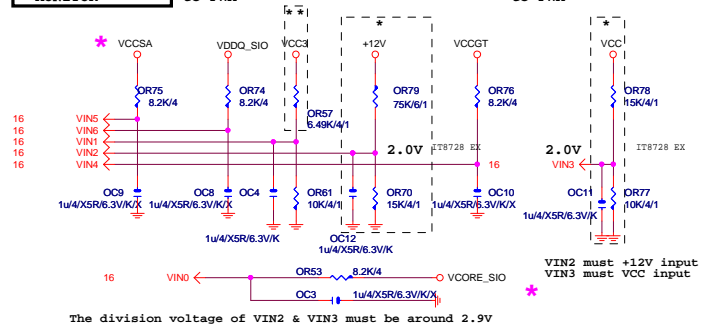 * *
*
*
* VCCSA
VDDQ_SIO
VCC3
+12V
VCCGT
VCC
OR75
8.2K/4
OR74
8.2K/4
OR57
6.49K/4/1
OR79
75K/6/1
OR76
8.2K/4
OR78
15K/4/1
16 VIN5
16 VIN6
16 VIN1
16 VIN2
16 VIN4
2.0V IT8728 EX
16
2.0V IT8728 EX
VIN3
OC9
1u/4/X5R/6.3V/K/X
OC8
1u/4/X5R/6.3V/K/X
OC4
1u/4/X5R/6.3V/K
OR61
10K/4/1
OC12
1u/4/X5R/6.3V/K
OR70
15K/4/1
OC10
1u/4/X5R/6.3V/K/X
OC11
1u/4/X5R/6.3V/K
OR77
10K/4/1
VIN2 must +12V input
VIN3 must VCC input
*
16 VIN0
OR53 8.2K/4
VCORE_SIO
OC3 1u/4/X5R/6.3V/K/X
The division voltage of VIN2 & VIN3 must be around 2.9V